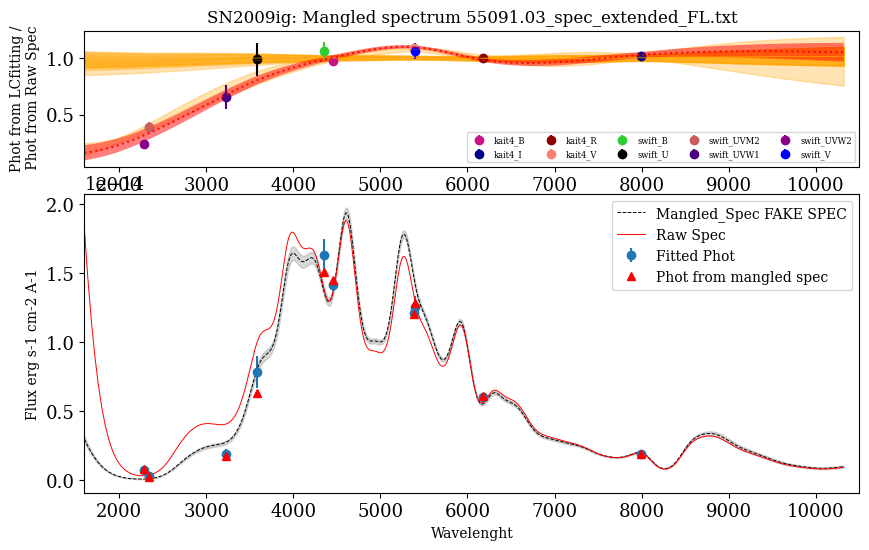 SN2009ig: Mangled spectrum 55091.03_spec_extended_FL.txt
Phot from LCfitting /
Phot from Raw Spec
1.0
0.5
kait4_B kait4_R swift_B swift_UVM2 swift_UVW2
kait4_I kait4_V swift_U swift_UVW1 swift_V
2000 3000 4000 5000 6000 7000 8000 9000 10000
1e−14
Flux erg s-1 cm-2 A-1
2.0
1.5
1.0
0.5
0.0
Mangled_Spec FAKE SPEC
Raw Spec
Fitted Phot
Phot from mangled spec
2000 3000 4000 5000 6000 7000 8000 9000 10000
Wavelenght